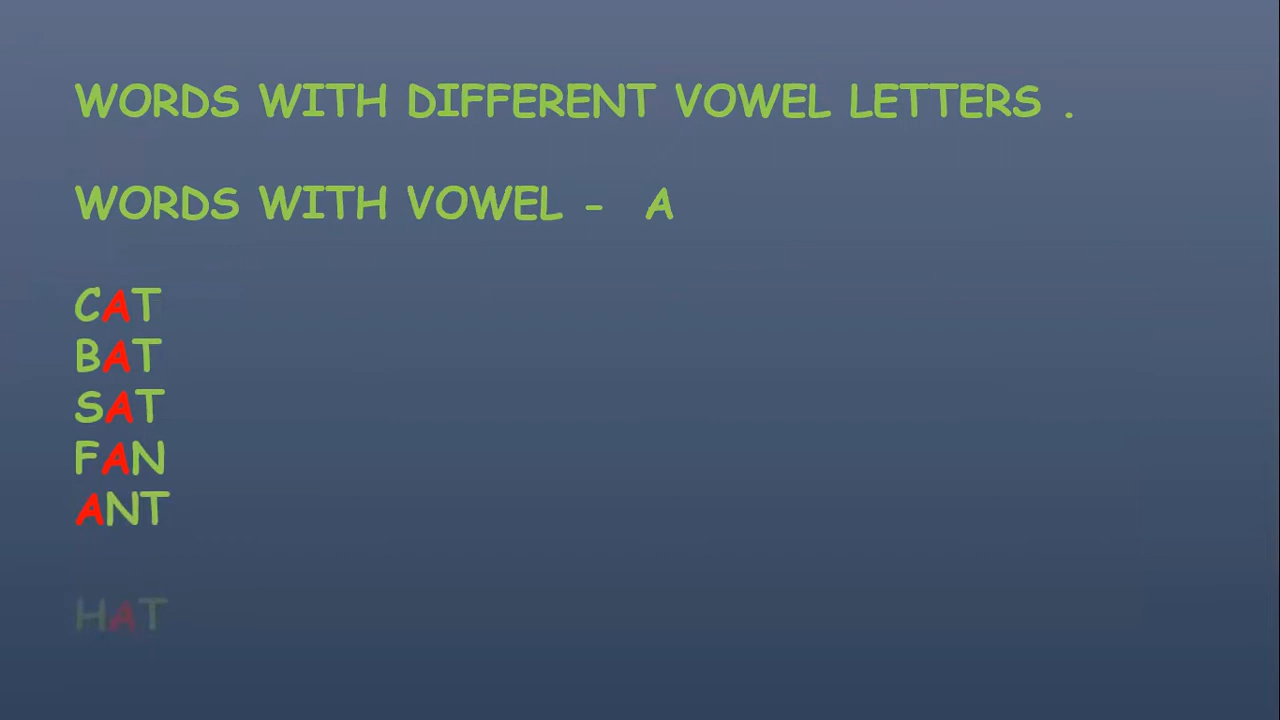 WORDS WITH DIFFERENT VOWEL LETTERS .
WORDS WITH VOWEL - A
CAT
BAT
SAT
FAN
ANT
HAT